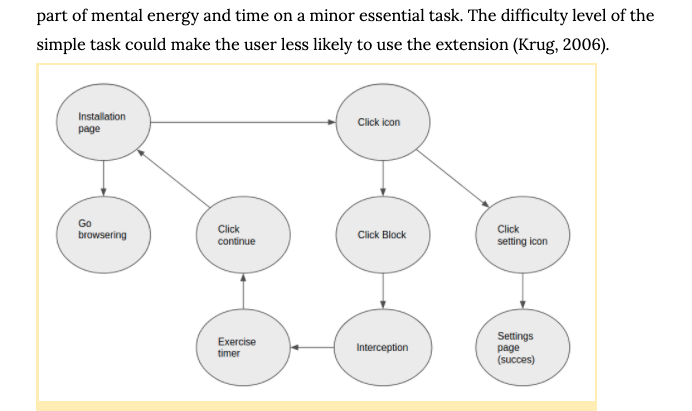 part of mental energy and time on a minor essential task. The difficulty level of the
simple task could make the user less likely to use the extension (Krug, 2006).
Installation
page
Click icon
Go
browsering
Click
continue
Click Block
Click
setting icon
Exercise
timer
Interception
Settings
page
(succes)